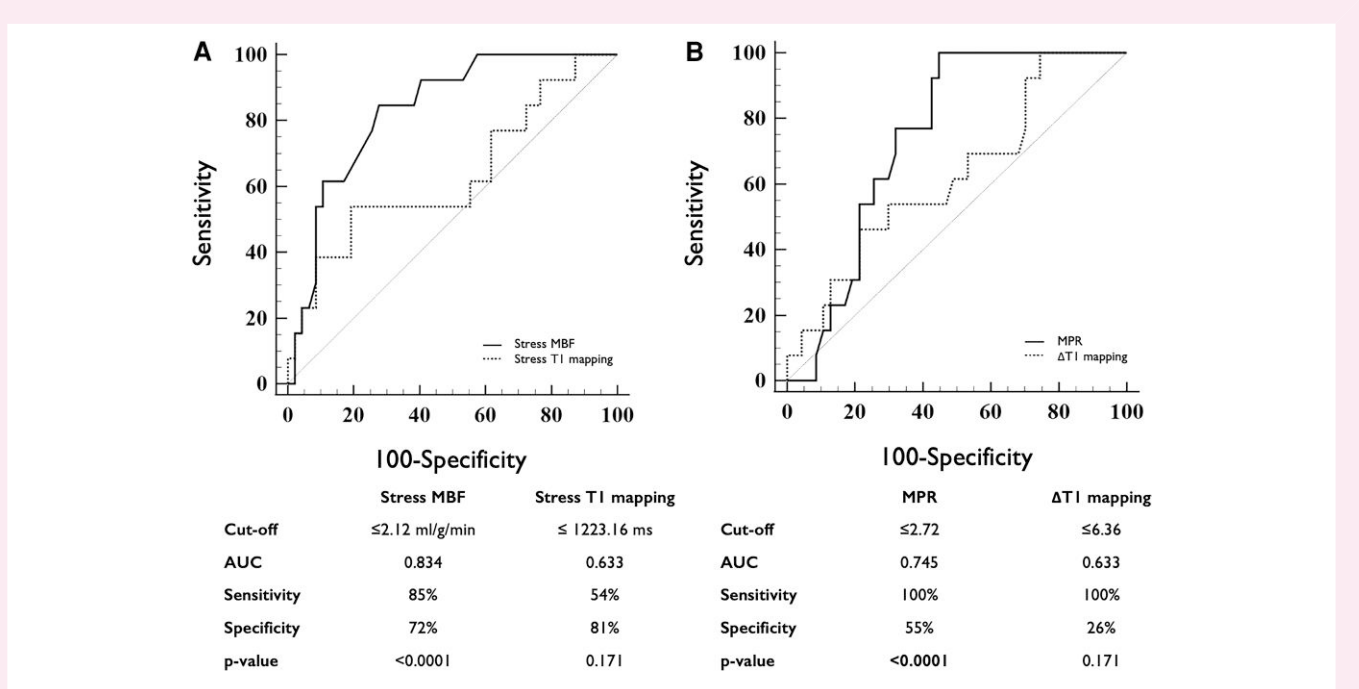 A
100
80
60
40
20
0
Sensitivity
Stress MBF
Stress T1 mapping
0 20 40 60 80 100
100-Specificity
Stress MBF Stress T1 mapping
Cut-off ≤2.12 ml/g/min ≤ 1223.16 ms
AUC 0.834 0.633
Sensitivity 85% 54%
Specificity 72% 81%
p-value <0.0001 0.171
B
100
80
60
40
20
0
Sensitivity
MPR
ΔT1 mapping
0 20 40 60 80 100
100-Specificity
MPR ΔT1 mapping
Cut-off ≤2.72 ≤6.36
AUC 0.745 0.633
Sensitivity 100% 100%
Specificity 55% 26%
p-value <0.0001 0.171